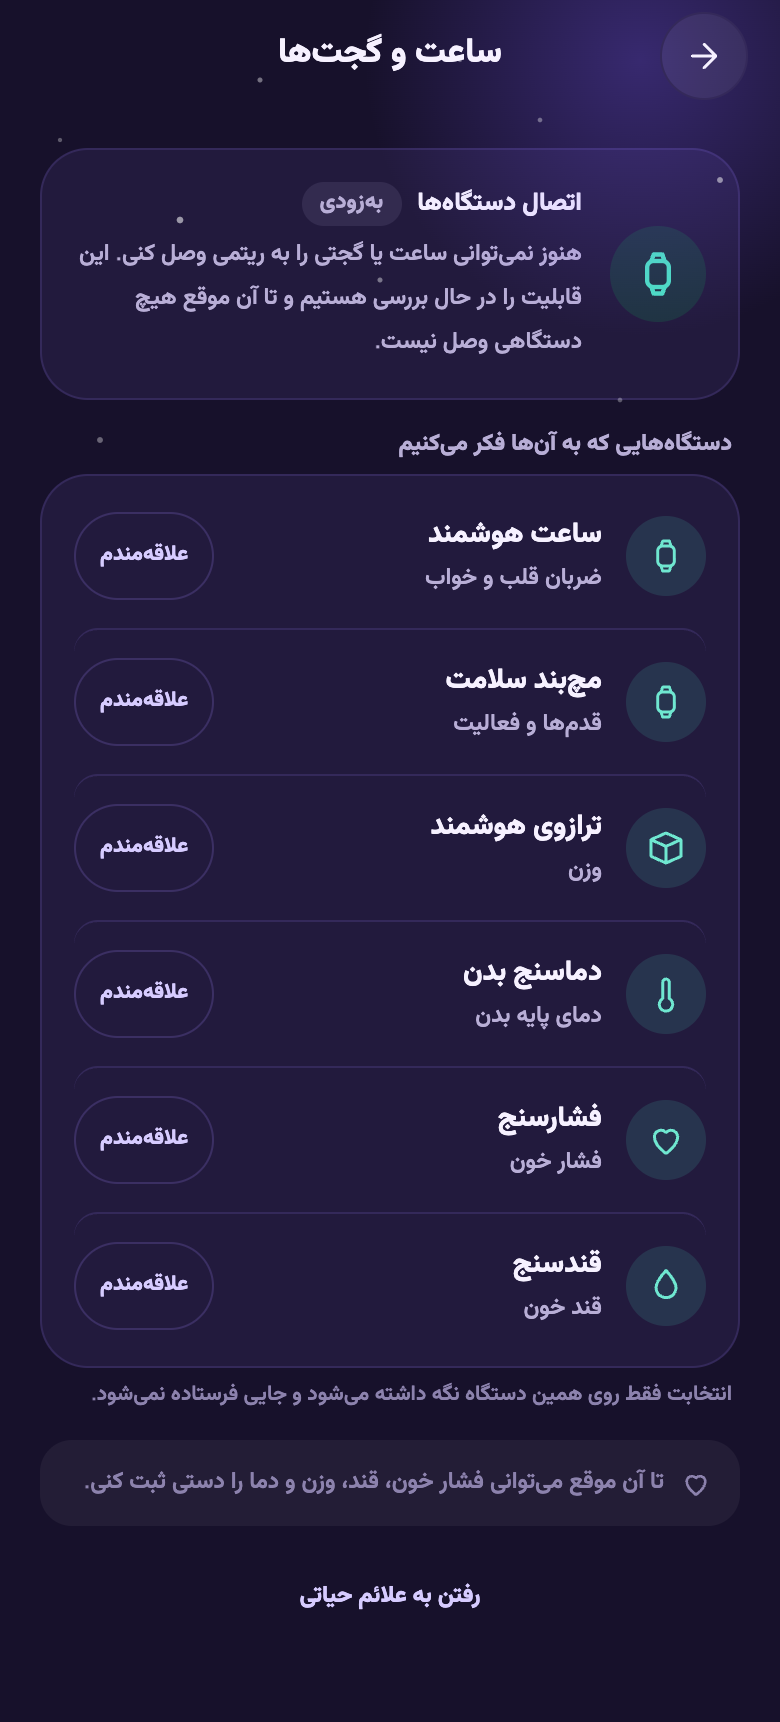 ساعت و گجت‌ها
اتصال دستگاه‌ها به‌زودی
هنوز نمی‌توانی ساعت یا گجتی را به ریتمی وصل کنی. این
قابلیت را در حال بررسی هستیم و تا آن موقع هیچ
دستگاهی وصل نیست.
دستگاه‌هایی که به آن‌ها فکر می‌کنیم
ساعت هوشمند
ضربان قلب و خواب
علاقه‌مندم
مچ‌بند سلامت
قدم‌ها و فعالیت
علاقه‌مندم
ترازوی هوشمند
وزن
علاقه‌مندم
دماسنج بدن
دمای پایه بدن
علاقه‌مندم
فشارسنج
فشار خون
علاقه‌مندم
قندسنج
قند خون
علاقه‌مندم
انتخابت فقط روی همین دستگاه نگه داشته می‌شود و جایی فرستاده نمی‌شود.
تا آن موقع می‌توانی فشار خون، قند، وزن و دما را دستی ثبت کنی.
رفتن به علائم حیاتی